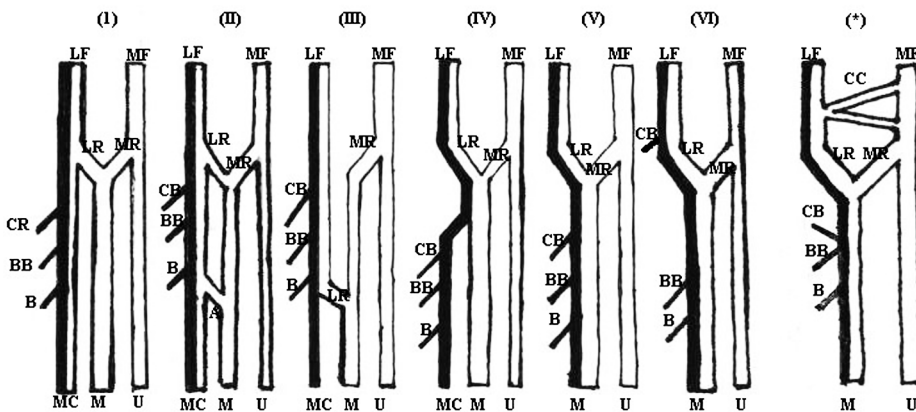 (1) (II) (III) (IV) (V) (VI) (*)
LF MF LF MF LF MF LF MF LF MF LF MF LF MF
CC
CB
LR MR LR MR LR MR LR MR LR MR LR MR
MR
CB CB
CR BB BB CB CB CB BB
BB B B BB BB BB B
B LR
A B B B
MC M U MC M U MC M U MC M U M U M U M U